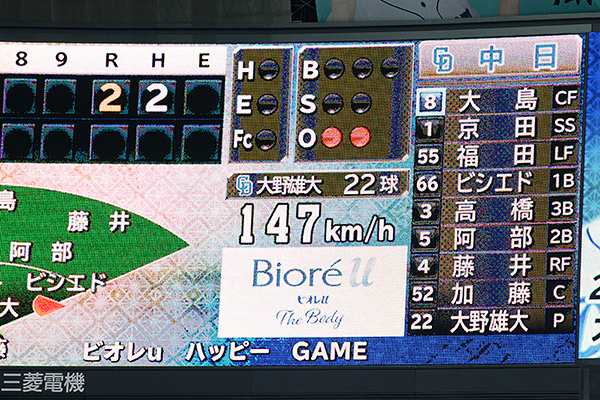 8 9 R H E
2 2
H B
E S
Fc O
CD 中日
8 大島 CF
1 京田 SS
55 福田 LF
66 ビシエド 1B
3 高橋 3B
5 阿部 2B
4 藤井 RF
52 加藤 C
22 大野雄大 P
CD 大野雄大 22球
147km/h
Bioré u
ビオレu
The Body
島
藤井
阿部
ビシエド
大
ビオレu ハッピー GAME
三菱電機